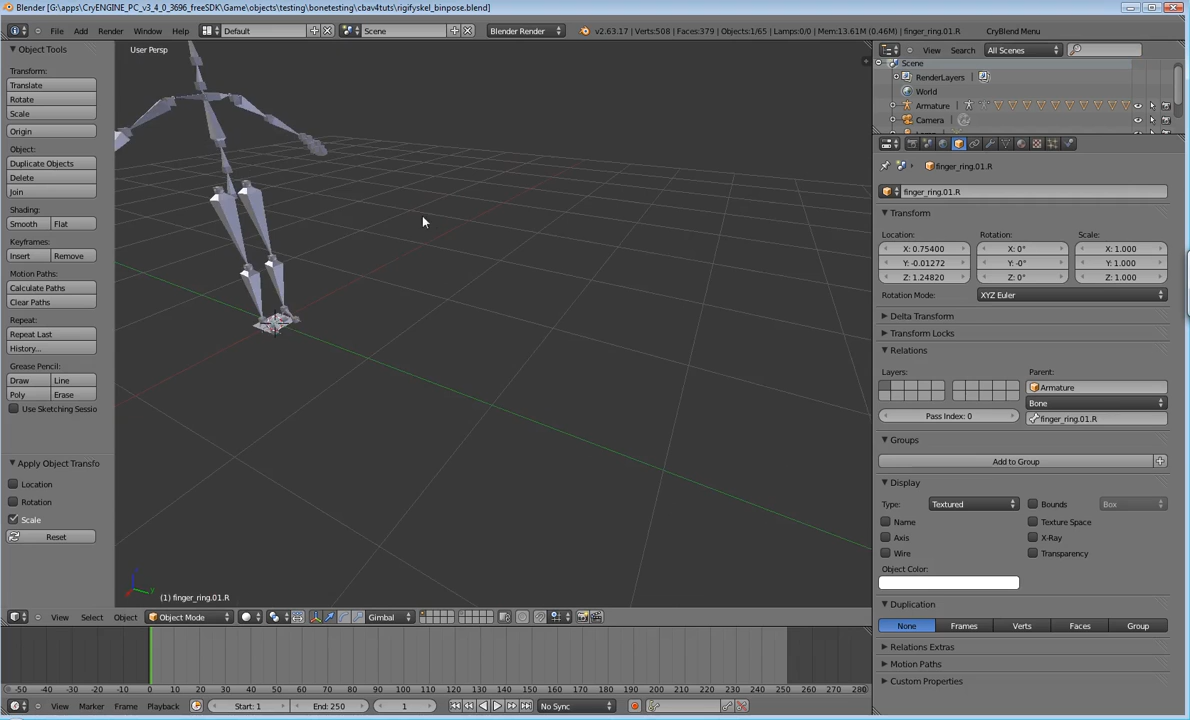 Blender [G:\apps\CryENGINE_PC_v3_4_0_3696_freeSDK\Game\objects\testing\bonetesting\cbav4tuts\rigifyskel_binpose.blend]
File Add Render Window Help Default Scene Blender Render v2.63.17 | Verts:508 | Faces:379 | Objects:1/65 | Lamps:0/0 | Mem:13.61M (0.46M) | finger_ring.01.R CryBlend Menu
Object Tools
Transform:
Translate
Rotate
Scale
Origin
Object:
Duplicate Objects
Delete
Join
Shading:
Smooth Flat
Keyframes:
Insert Remove
Motion Paths:
Calculate Paths
Clear Paths
Repeat:
Repeat Last
History...
Grease Pencil:
Draw Line
Poly Erase
Use Sketching Sessio
Apply Object Transfo
Location
Rotation
Scale
Reset
User Persp
(1) finger_ring.01.R
View Select Object Object Mode Gimbal
View Search All Scenes
Scene
RenderLayers
World
Armature
Camera
finger_ring.01.R
finger_ring.01.R
Transform
Location: Rotation: Scale:
X: 0.75400 X: 0° X: 1.000
Y: -0.01272 Y: -0° Y: 1.000
Z: 1.24820 Z: 0° Z: 1.000
Rotation Mode: XYZ Euler
Delta Transform
Transform Locks
Relations
Layers: Parent:
Armature
Bone
Pass Index: 0 finger_ring.01.R
Groups
Add to Group
Display
Type: Textured Bounds Box
Name Texture Space
Axis X-Ray
Wire Transparency
Object Color:
Duplication
None Frames Verts Faces Group
Relations Extras
Motion Paths
Custom Properties
-50 -40 -30 -20 -10 0 10 20 30 40 50 60 70 80 90 100 110 120 130 140 150 160 170 180 190 200 210 220 230 240 250 260 270 280
View Marker Frame Playback Start: 1 End: 250 1 No Sync